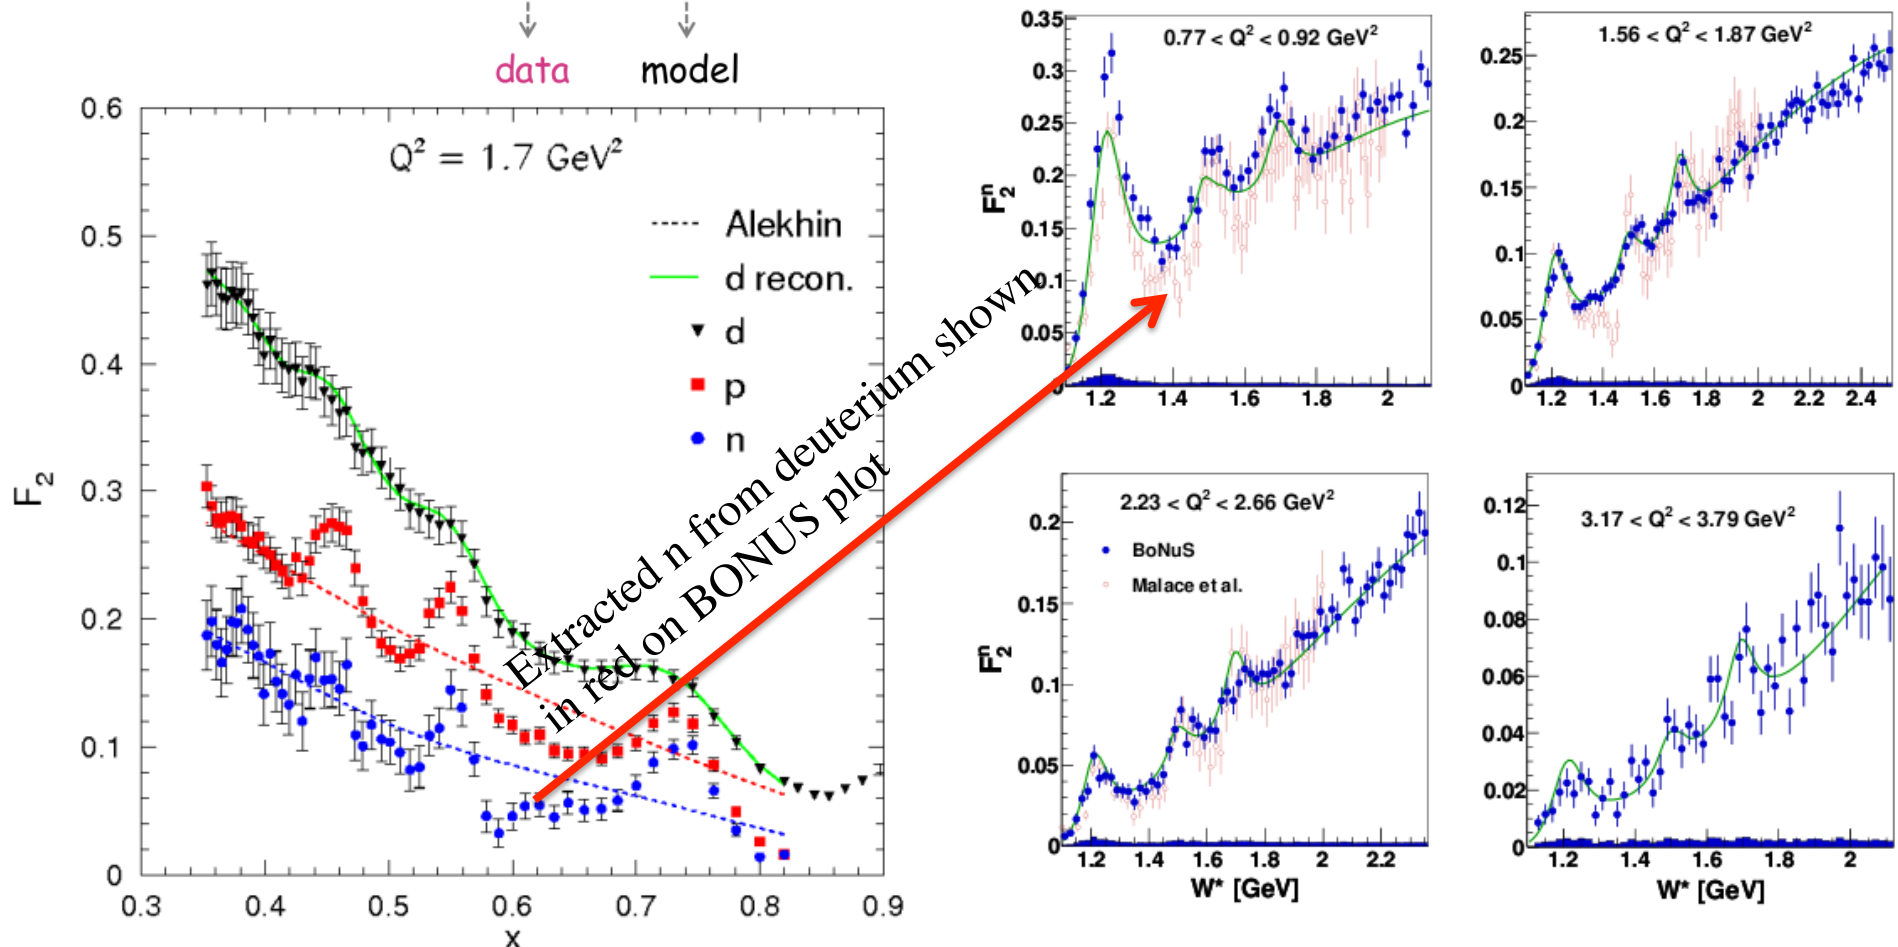 data
model
0.6
0.5
0.4
0.3
0.2
0.1
0
F₂
Q² = 1.7 GeV²
Alekhin
d recon.
d
p
n
0.3
0.4
0.5
0.6
0.7
0.8
0.9
x
Extracted n from deuterium shown
in red on BONUS plot
0.77 < Q² < 0.92 GeV²
0.35
0.3
0.25
0.2
0.15
0.1
0.05
0
F₂ⁿ
1.2
1.4
1.6
1.8
2
1.56 < Q² < 1.87 GeV²
0.25
0.2
0.15
0.1
0.05
0
1.2
1.4
1.6
1.8
2
2.2
2.4
2.23 < Q² < 2.66 GeV²
BoNuS
Malace et al.
0.2
0.15
0.1
0.05
0
F₂ⁿ
1.2
1.4
1.6
1.8
2
2.2
W* [GeV]
3.17 < Q² < 3.79 GeV²
0.12
0.1
0.08
0.06
0.04
0.02
0
1.2
1.4
1.6
1.8
2
W* [GeV]